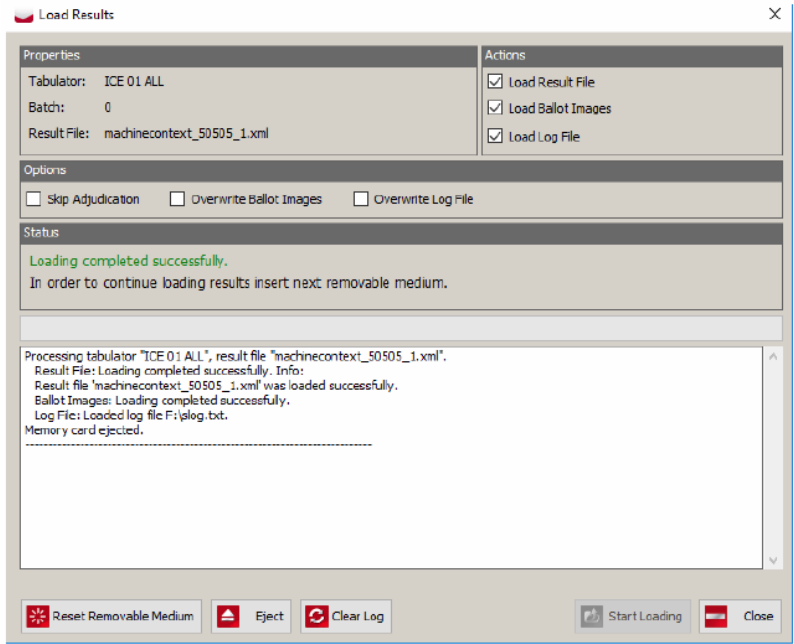 Load Results
Properties
Tabulator: ICE 01 ALL
Batch: 0
Result File: machinecontext_50505_1.xml
Actions
Load Result File
Load Ballot Images
Load Log File
Options
Skip Adjudication Overwrite Ballot Images Overwrite Log File
Status
Loading completed successfully.
In order to continue loading results insert next removable medium.
Processing tabulator "ICE 01 ALL", result file "machinecontext_50505_1.xml".
Result File: Loading completed successfully. Info:
Result file 'machinecontext_50505_1.xml' was loaded successfully.
Ballot Images: Loading completed successfully.
Log File: Loaded log file F:\slog.txt.
Memory card ejected.
--------------------------------------------------------------------------
Reset Removable Medium Eject Clear Log Start Loading Close